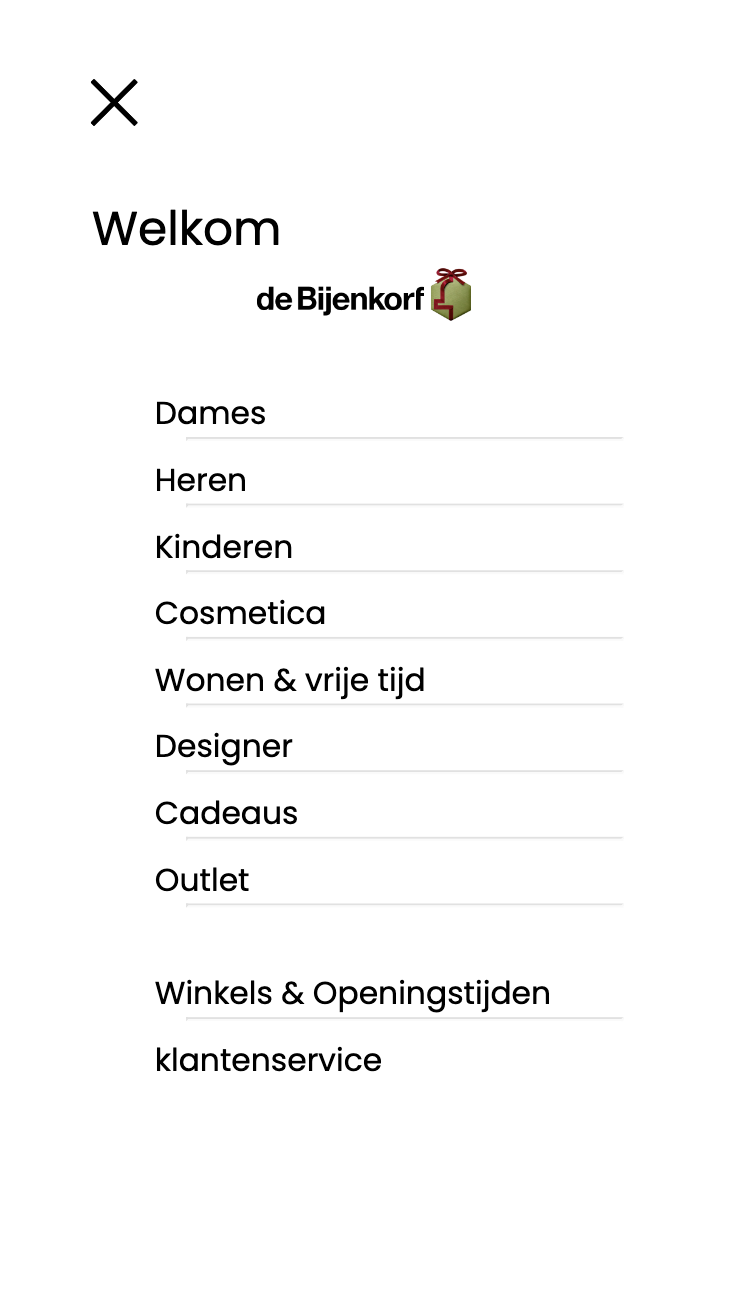 Welkom
de Bijenkorf
Dames
Heren
Kinderen
Cosmetica
Wonen & vrije tijd
Designer
Cadeaus
Outlet
Winkels & Openingstijden
klantenservice